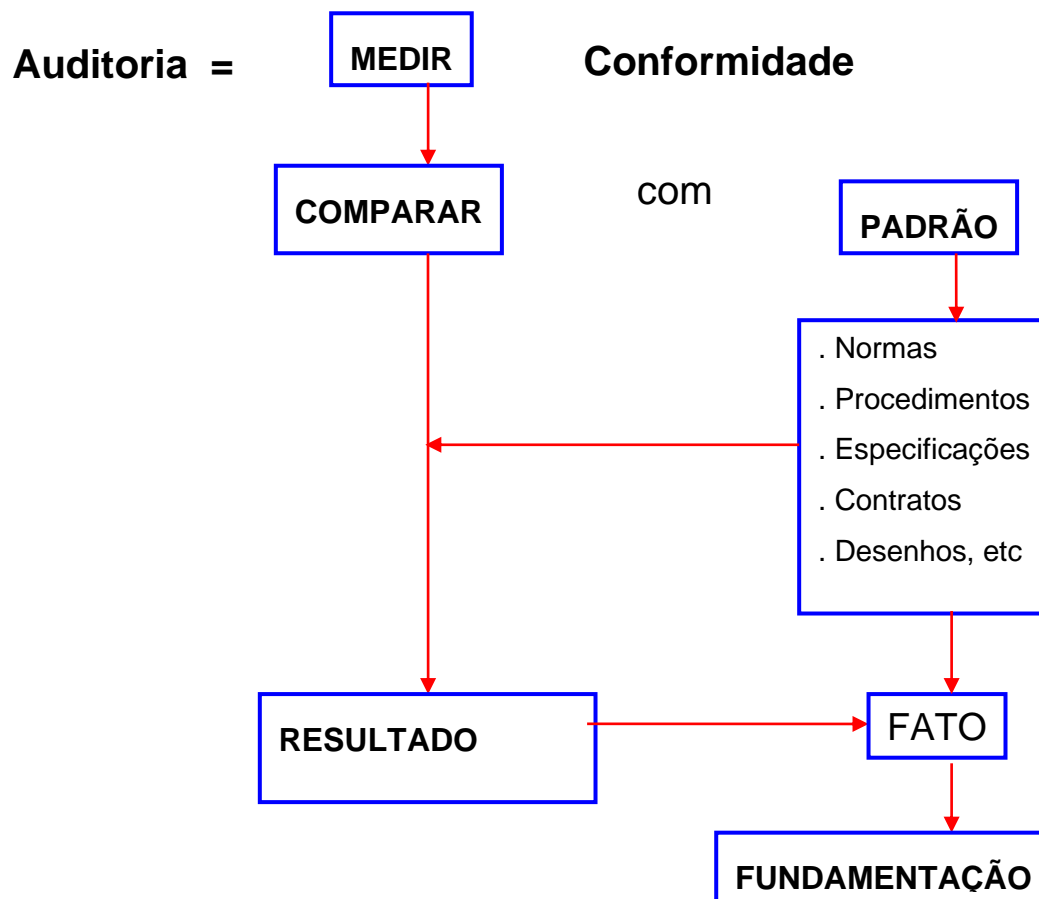 Auditoria = MEDIR Conformidade
COMPARAR com PADRÃO
. Normas
. Procedimentos
. Especificações
. Contratos
. Desenhos, etc
RESULTADO FATO
FUNDAMENTAÇÃO